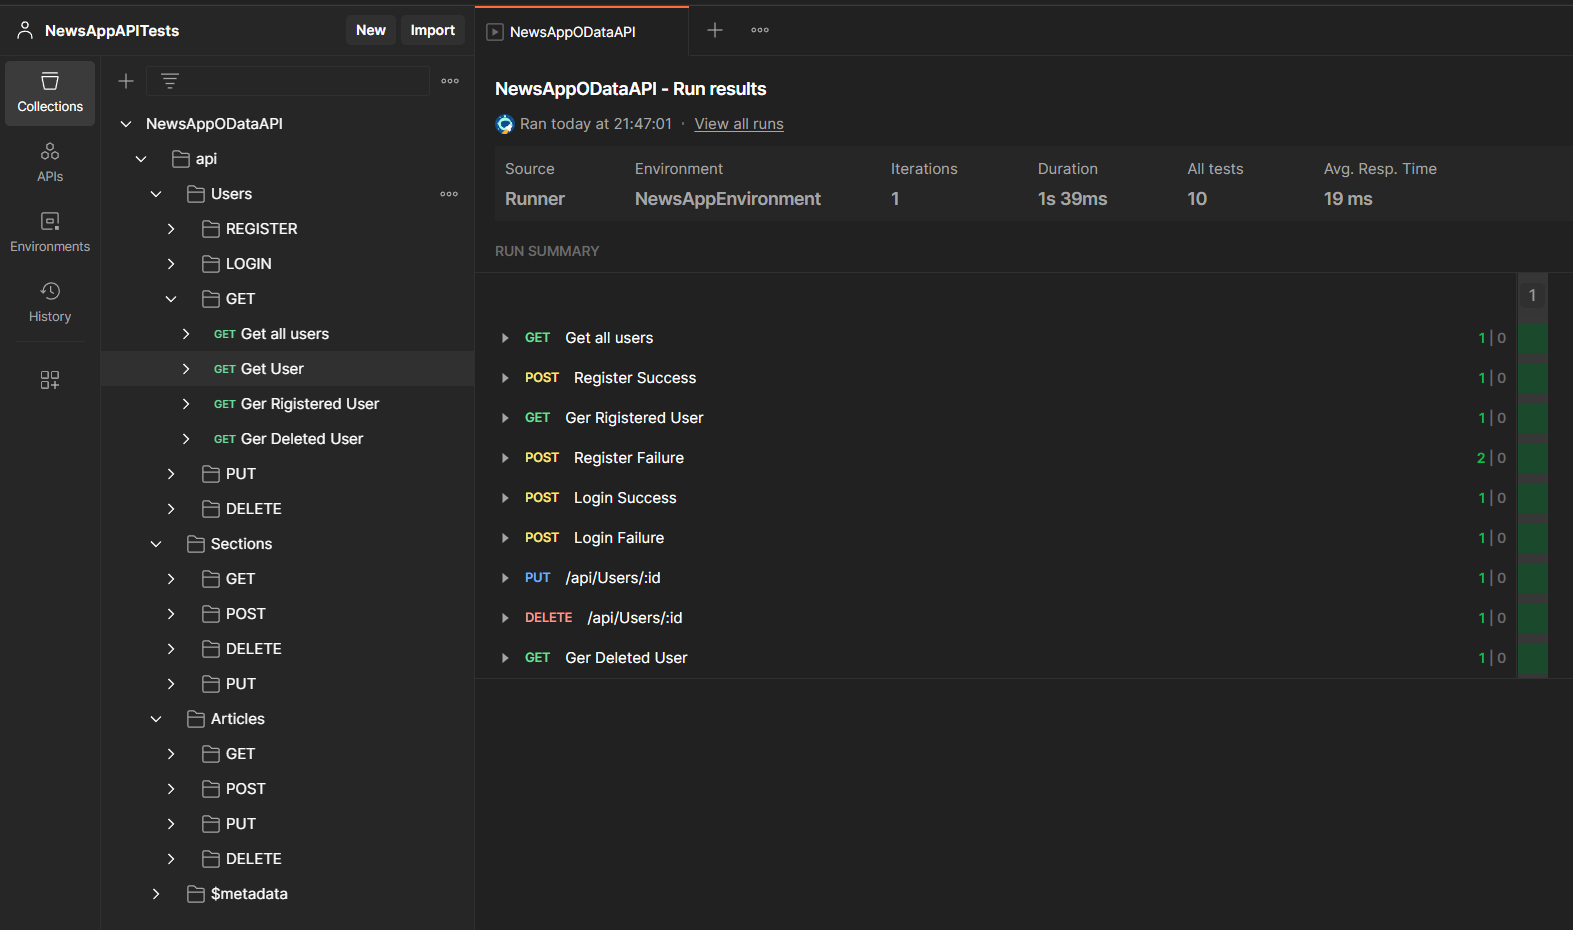 NewsAppAPITests
New
Import
Collections
APIs
Environments
History
NewsAppODataAPI
api
Users
REGISTER
LOGIN
GET
GET Get all users
GET Get User
GET Ger Rigistered User
GET Ger Deleted User
PUT
DELETE
Sections
GET
POST
DELETE
PUT
Articles
GET
POST
PUT
DELETE
$metadata
NewsAppODataAPI
NewsAppODataAPI - Run results
Ran today at 21:47:01 · View all runs
Source Environment Iterations Duration All tests Avg. Resp. Time
Runner NewsAppEnvironment 1 1s 39ms 10 19 ms
RUN SUMMARY
1
GET Get all users 1 | 0
POST Register Success 1 | 0
GET Ger Rigistered User 1 | 0
POST Register Failure 2 | 0
POST Login Success 1 | 0
POST Login Failure 1 | 0
PUT /api/Users/:id 1 | 0
DELETE /api/Users/:id 1 | 0
GET Ger Deleted User 1 | 0